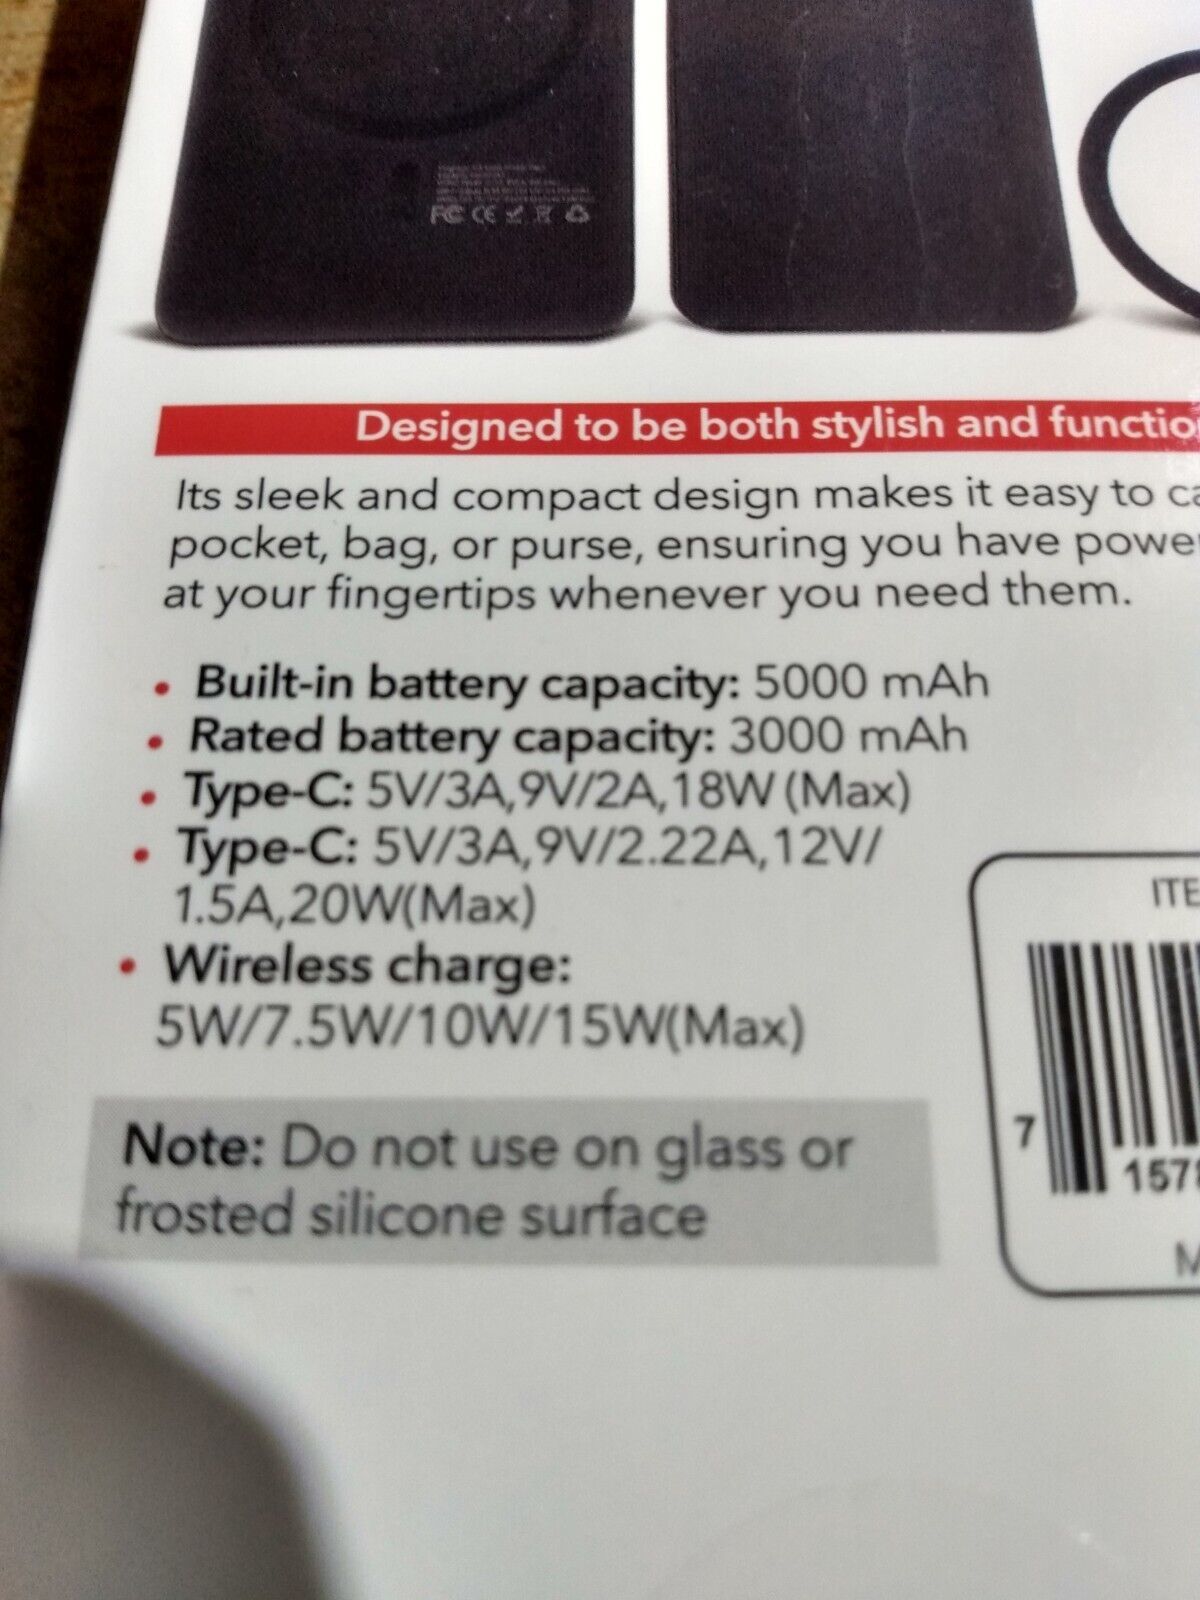 FC CE
Designed to be both stylish and functio
Its sleek and compact design makes it easy to ca
pocket, bag, or purse, ensuring you have power
at your fingertips whenever you need them.
• Built-in battery capacity: 5000 mAh
• Rated battery capacity: 3000 mAh
• Type-C: 5V/3A,9V/2A,18W (Max)
• Type-C: 5V/3A,9V/2.22A,12V/
1.5A,20W(Max)
• Wireless charge:
5W/7.5W/10W/15W(Max)
Note: Do not use on glass or
frosted silicone surface
ITE
7 1578
M